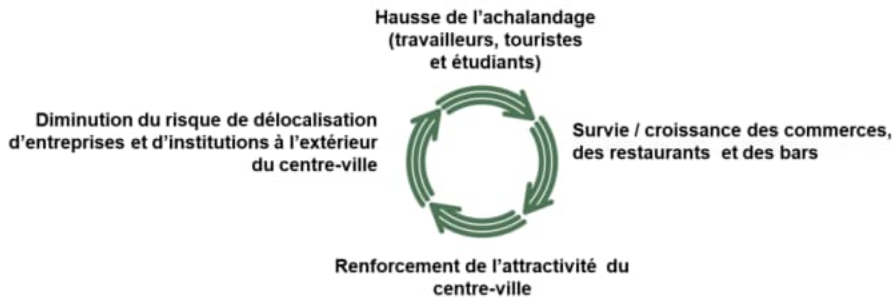 Hausse de l’achalandage
(travailleurs, touristes
et étudiants)
Survie / croissance des commerces,
des restaurants et des bars
Renforcement de l’attractivité du
centre-ville
Diminution du risque de délocalisation
d’entreprises et d’institutions à l’extérieur
du centre-ville